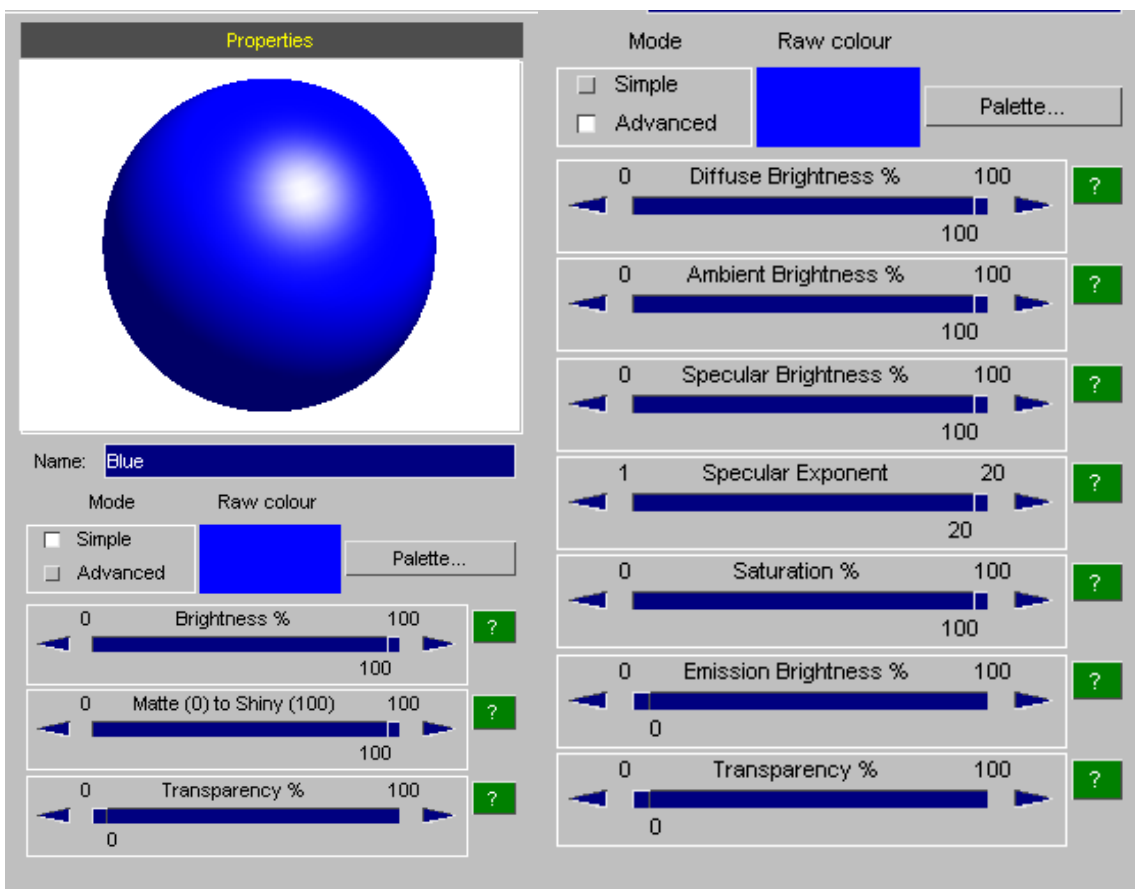 Properties
Name: Blue
Mode Raw colour
Simple
Advanced
Palette...
0 Brightness % 100
?
100
0 Matte (0) to Shiny (100) 100
?
100
0 Transparency % 100
?
0
Mode Raw colour
Simple
Advanced
Palette...
0 Diffuse Brightness % 100
?
100
0 Ambient Brightness % 100
?
100
0 Specular Brightness % 100
?
100
1 Specular Exponent 20
?
20
0 Saturation % 100
?
100
0 Emission Brightness % 100
?
0
0 Transparency % 100
?
0